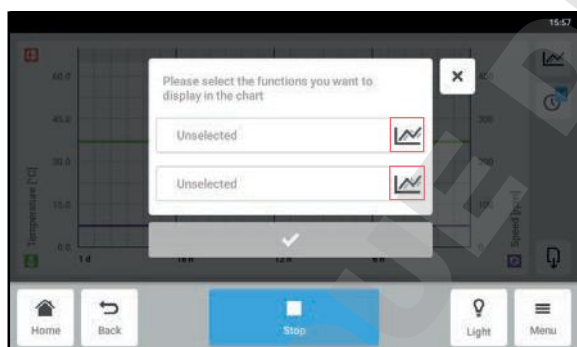 15:57
Please select the functions you want to
display in the chart
Unselected
Unselected
60.0
45.0
30.0
15.0
0.0
Temperature [°C]
400
300
200
100
0
Speed [rpm]
1 d
18 h
12 h
6 h
Home
Back
Stop
Light
Menu